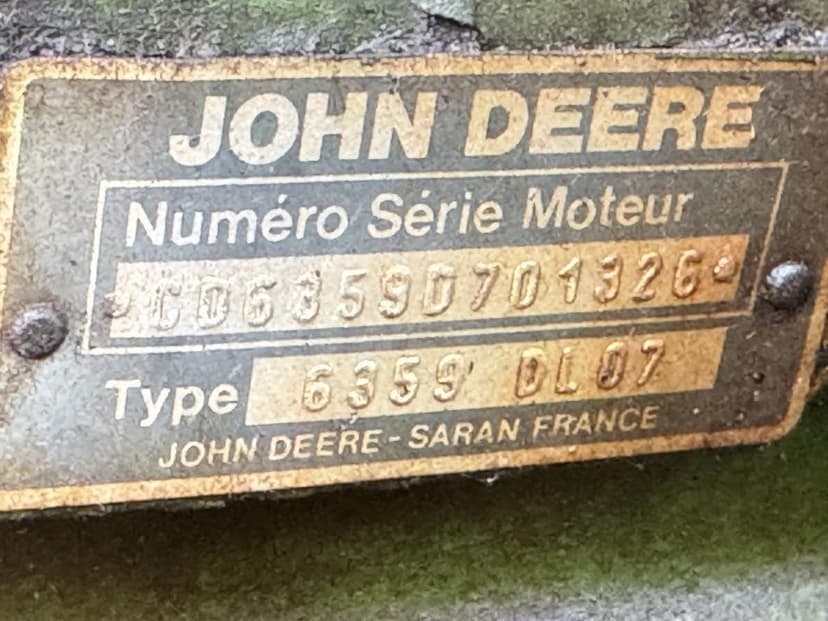 JOHN DEERE
Numéro Série Moteur
*CD6359D701326*
Type 6359 DL07
JOHN DEERE - SARAN FRANCE